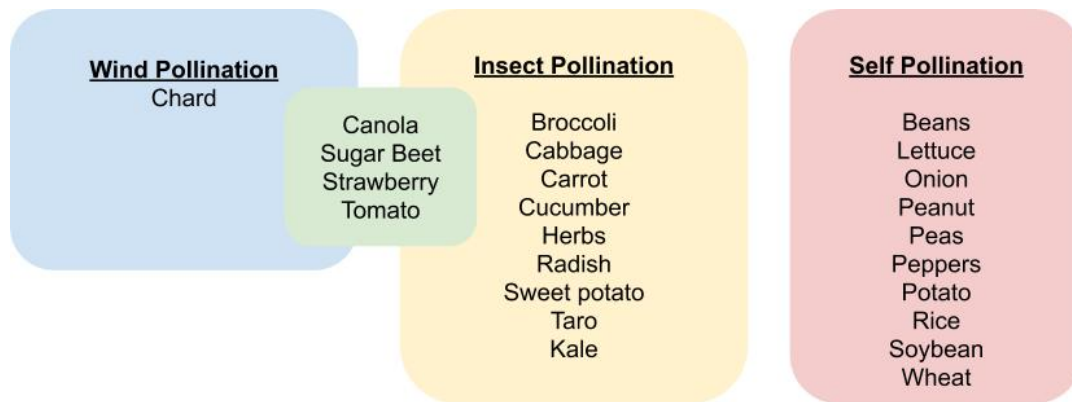 Wind Pollination
Chard
Canola
Sugar Beet
Strawberry
Tomato
Insect Pollination
Broccoli
Cabbage
Carrot
Cucumber
Herbs
Radish
Sweet potato
Taro
Kale
Self Pollination
Beans
Lettuce
Onion
Peanut
Peas
Peppers
Potato
Rice
Soybean
Wheat